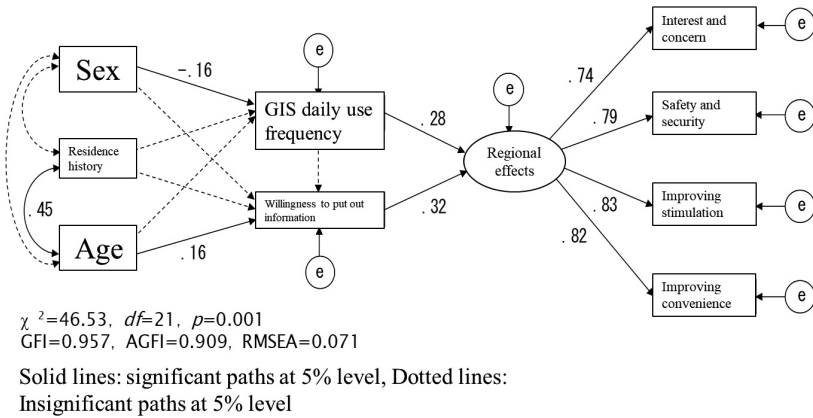 Sex
Residence
history
Age
.45
-.16
.16
e
GIS daily use
frequency
Willingness to put out
information
e
.28
.32
e
Regional
effects
.74
.79
.83
.82
Interest and
concern
e
Safety and
security
e
Improving
stimulation
e
Improving
convenience
e
χ ²=46.53, df=21, p=0.001
GFI=0.957, AGFI=0.909, RMSEA=0.071
Solid lines: significant paths at 5% level, Dotted lines:
Insignificant paths at 5% level